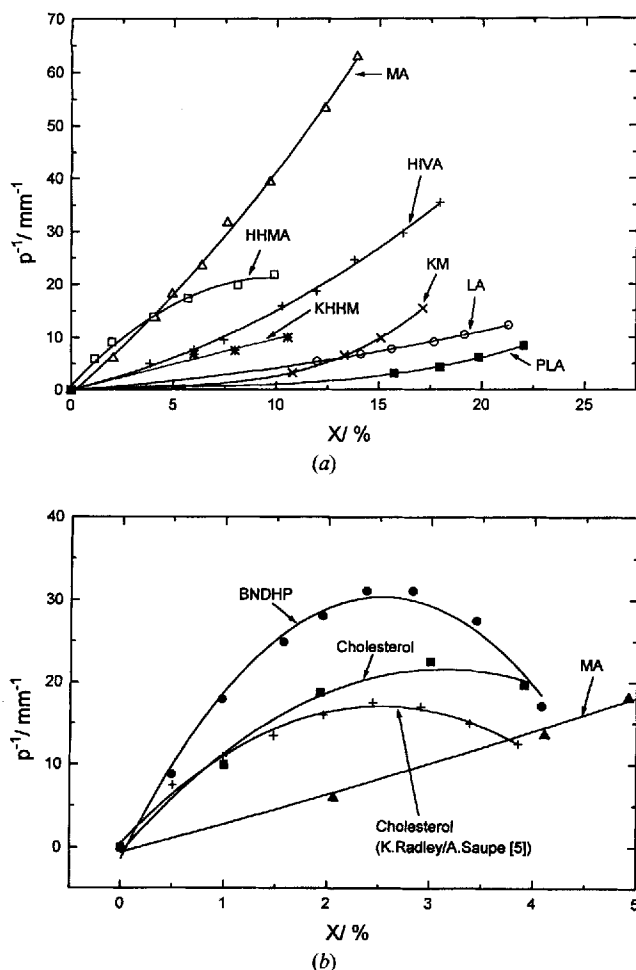 70
60
50
40
30
20
10
0
p⁻¹/ mm⁻¹
MA
HIVA
HHMA
KM
LA
KHHM
PLA
0 5 10 15 20 25
X/ %
(a)
40
30
20
10
0
p⁻¹/ mm⁻¹
BNDHP
Cholesterol
MA
Cholesterol
(K.Radley/A.Saupe [5])
0 1 2 3 4 5
X/ %
(b)